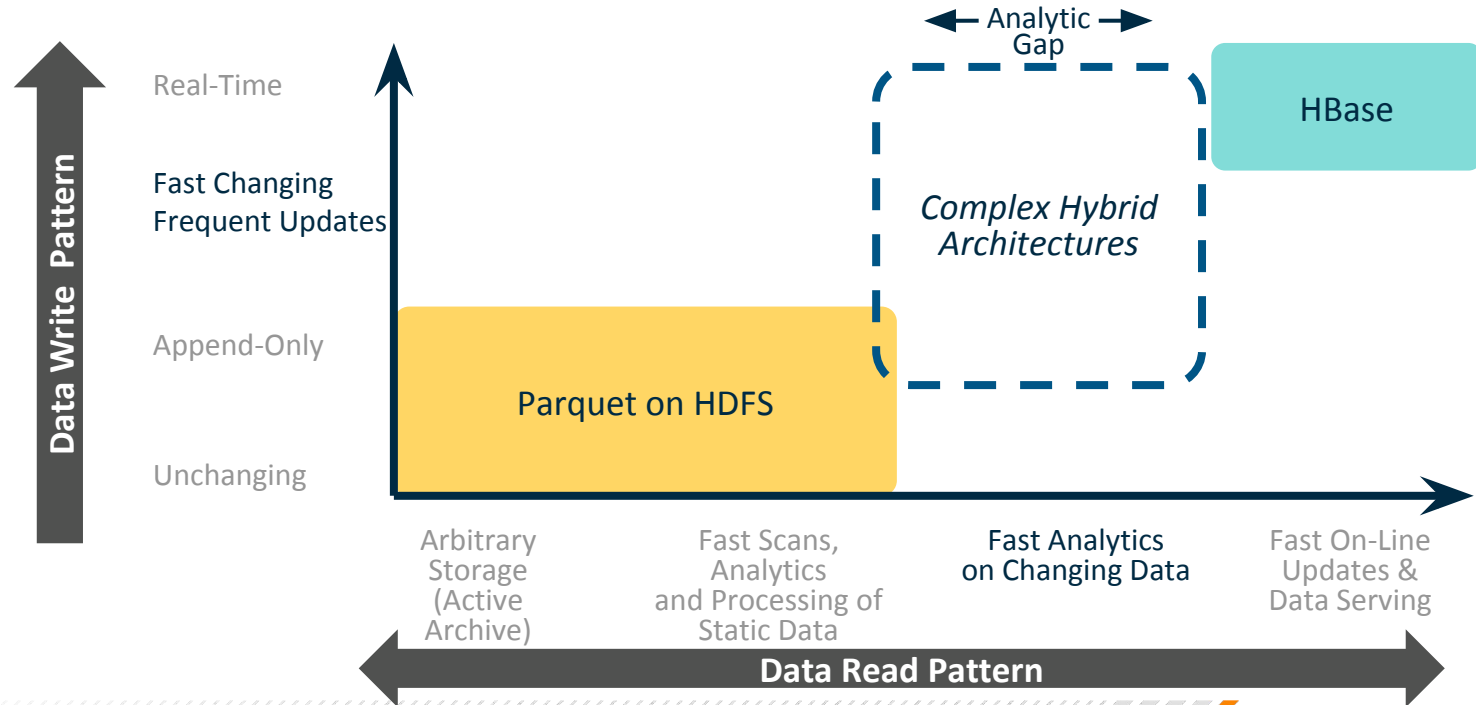 Analytic
Gap
Real-Time
HBase
Data Write Pattern
Fast Changing
Frequent Updates
Complex Hybrid
Architectures
Append-Only
Parquet on HDFS
Unchanging
Arbitrary
Storage
(Active
Archive)
Fast Scans,
Analytics
and Processing of
Static Data
Fast Analytics
on Changing Data
Fast On-Line
Updates &
Data Serving
Data Read Pattern